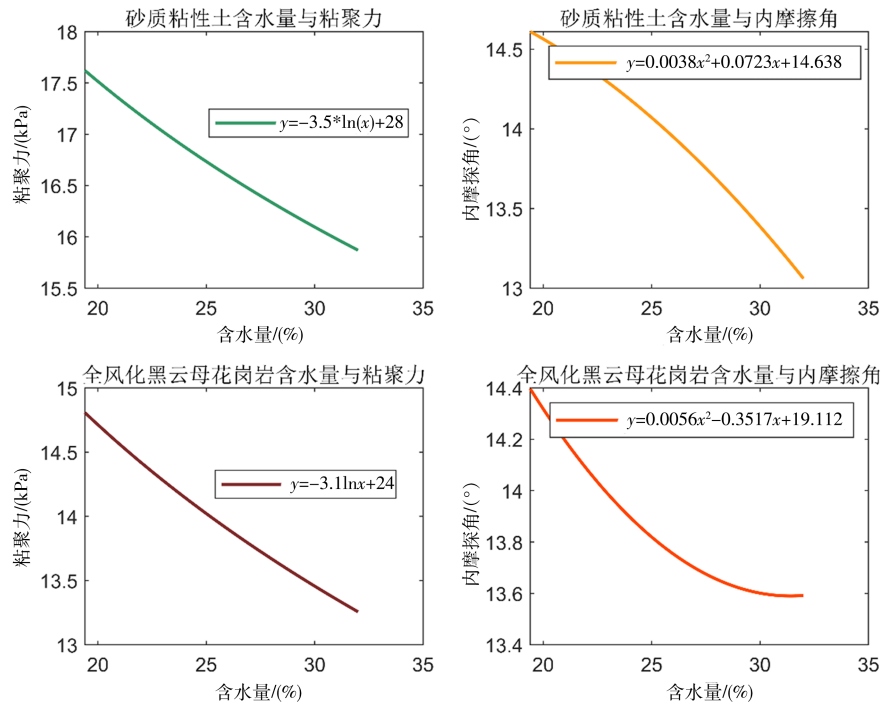 砂质粘性土含水量与粘聚力
18
17.5
17
16.5
16
15.5
粘聚力/(kPa)
y=−3.5*ln(x)+28
20 25 30 35
含水量/(%)
砂质粘性土含水量与内摩擦角
14.5
14
13.5
13
内摩探角/(°)
y=0.0038x²+0.0723x+14.638
20 25 30 35
含水量/(%)
全风化黑云母花岗岩含水量与粘聚力
15
14.5
14
13.5
13
粘聚力/(kPa)
y=−3.1lnx+24
20 25 30 35
含水量/(%)
全风化黑云母花岗岩含水量与内摩擦角
14.4
14.2
14
13.8
13.6
13.4
内摩探角/(°)
y=0.0056x²−0.3517x+19.112
20 25 30 35
含水量/(%)